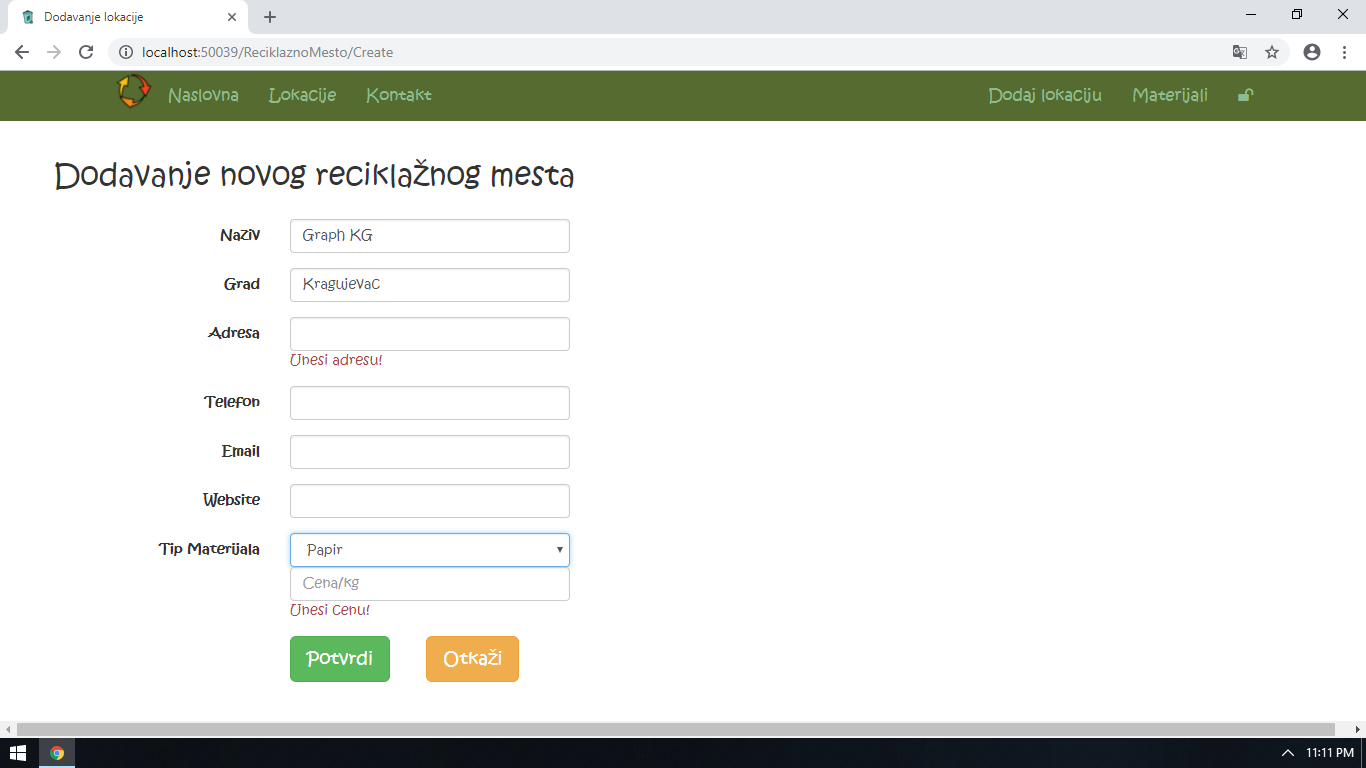 Dodavanje lokacije
localhost:50039/ReciklaznoMesto/Create
Naslovna Lokacije Kontakt Dodaj lokaciju Materijali
Dodavanje novog reciklažnog mesta
Naziv Graph KG
Grad Kragujevac
Adresa
Unesi adresu!
Telefon
Email
Website
Tip Materijala Papir
Cena/kg
Unesi cenu!
Potvrdi Otkaži
11:11 PM